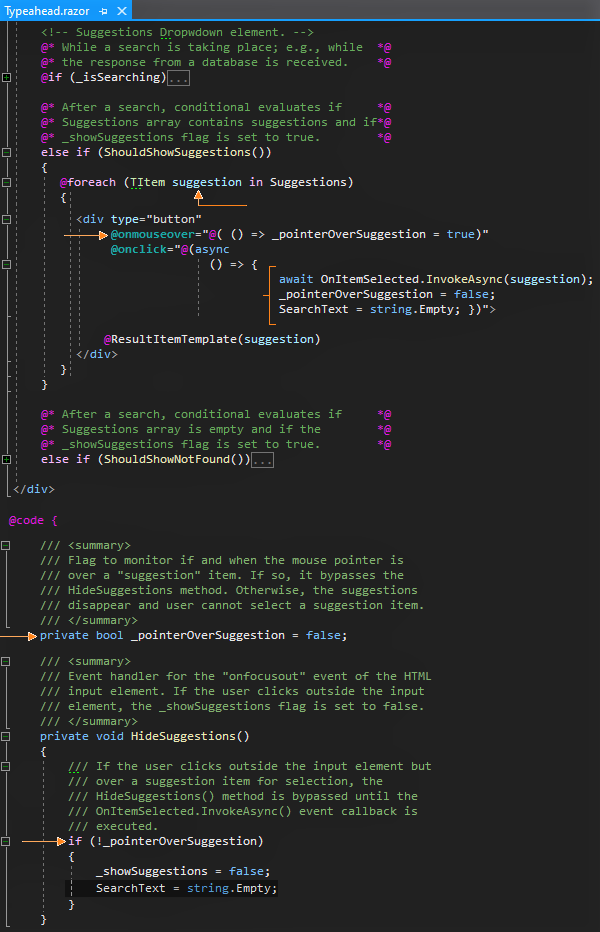 Typeahead.razor
<!-- Suggestions Dropwdown element. -->
@* While a search is taking place; e.g., while *@
@* the response from a database is received. *@
@if (_isSearching)...
@* After a search, conditional evaluates if *@
@* Suggestions array contains suggestions and if*@
@* _showSuggestions flag is set to true. *@
else if (ShouldShowSuggestions())
{
@foreach (TItem suggestion in Suggestions)
{
<div type="button"
@onmouseover="@( () => _pointerOverSuggestion = true)"
@onclick="@(async
() => {
await OnItemSelected.InvokeAsync(suggestion);
_pointerOverSuggestion = false;
SearchText = string.Empty; })">
@ResultItemTemplate(suggestion)
</div>
}
}
@* After a search, conditional evaluates if *@
@* Suggestions array is empty and if the *@
@* _showSuggestions flag is set to true. *@
else if (ShouldShowNotFound())...
</div>
@code {
/// <summary>
/// Flag to monitor if and when the mouse pointer is
/// over a "suggestion" item. If so, it bypasses the
/// HideSuggestions method. Otherwise, the suggestions
/// disappear and user cannot select a suggestion item.
/// </summary>
private bool _pointerOverSuggestion = false;
/// <summary>
/// Event handler for the "onfocusout" event of the HTML
/// input element. If the user clicks outside the input
/// element, the _showSuggestions flag is set to false.
/// </summary>
private void HideSuggestions()
{
/// If the user clicks outside the input element but
/// over a suggestion item for selection, the
/// HideSuggestions() method is bypassed until the
/// OnItemSelected.InvokeAsync() event callback is
/// executed.
if (!_pointerOverSuggestion)
{
_showSuggestions = false;
SearchText = string.Empty;
}
}